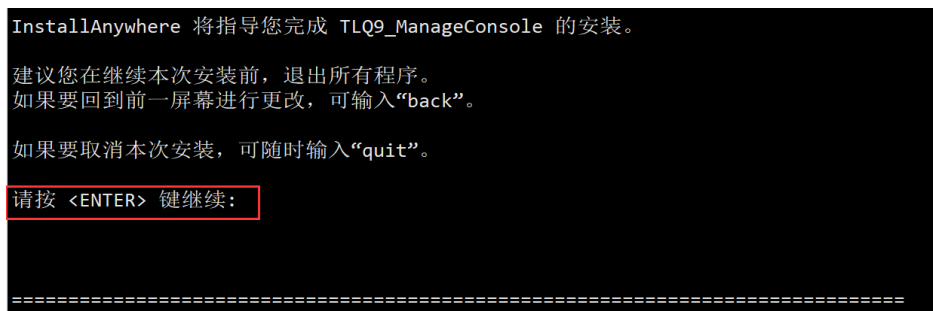 InstallAnywhere 将指导您完成 TLQ9_ManageConsole 的安装。
建议您在继续本次安装前，退出所有程序。
如果要回到前一屏幕进行更改，可输入“back”。
如果要取消本次安装，可随时输入“quit”。
请按 <ENTER> 键继续:
===============================================================================